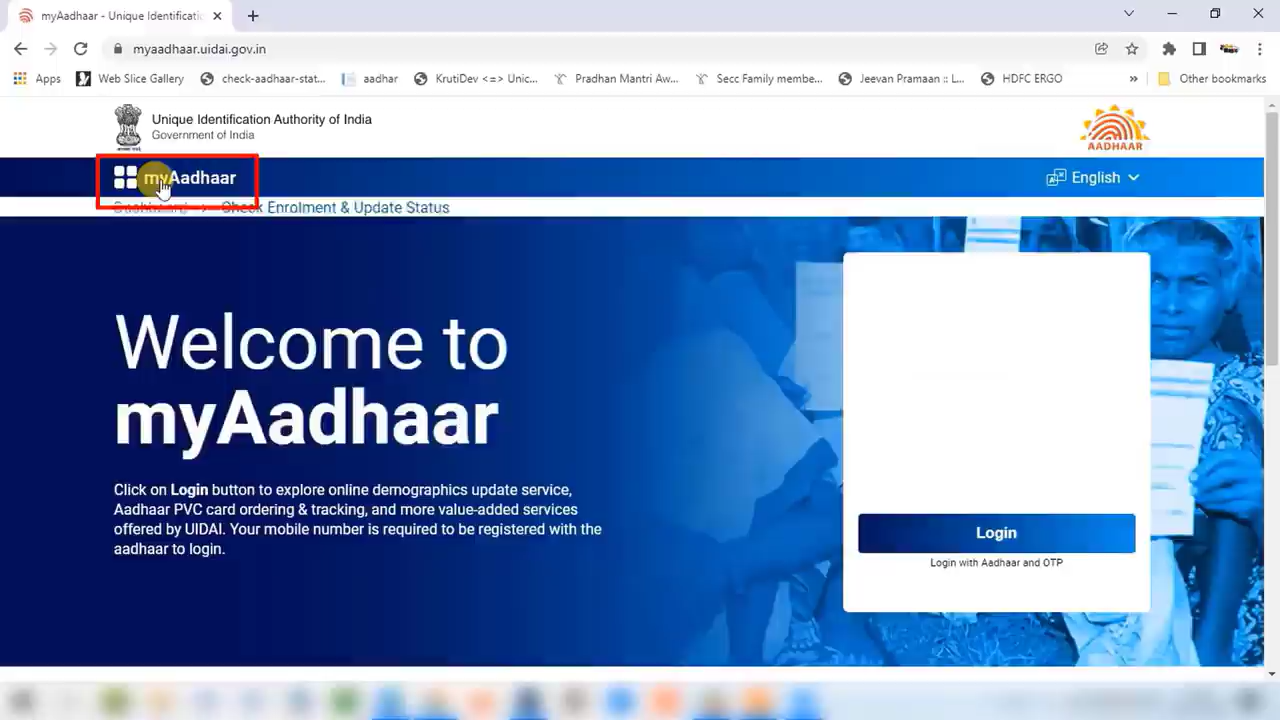 myAadhaar - Unique Identificatio
myaadhaar.uidai.gov.in
Apps
Web Slice Gallery
check-aadhaar-stat...
aadhar
KrutiDev <=> Unic...
Pradhan Mantri Aw...
Secc Family membe...
Jeevan Pramaan :: L...
HDFC ERGO
»
Other bookmarks
Unique Identification Authority of India
Government of India
AADHAAR
myAadhaar
English
Dashboard -> Check Enrolment & Update Status
Welcome to
myAadhaar
Click on Login button to explore online demographics update service,
Aadhaar PVC card ordering & tracking, and more value-added services
offered by UIDAI. Your mobile number is required to be registered with the
aadhaar to login.
Login
Login with Aadhaar and OTP